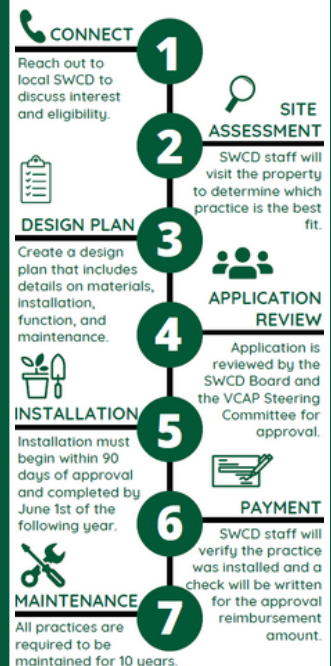 CONNECT
1
Reach out to
local SWCD to
discuss interest
and eligibility.
SITE
ASSESSMENT
2
SWCD staff will
visit the property
to determine which
practice is the best
fit.
DESIGN PLAN
3
Create a design
plan that includes
details on materials,
installation,
function, and
maintenance.
APPLICATION
REVIEW
4
Application is
reviewed by the
SWCD Board and
the VCAP Steering
Committee for
approval.
INSTALLATION
5
Installation must
begin within 90
days of approval
and completed by
June 1st of the
following year.
PAYMENT
6
SWCD staff will
verify the practice
was installed and a
check will be written
for the approval
reimbursement
amount.
MAINTENANCE
7
All practices are
required to be
maintained for 10 years.